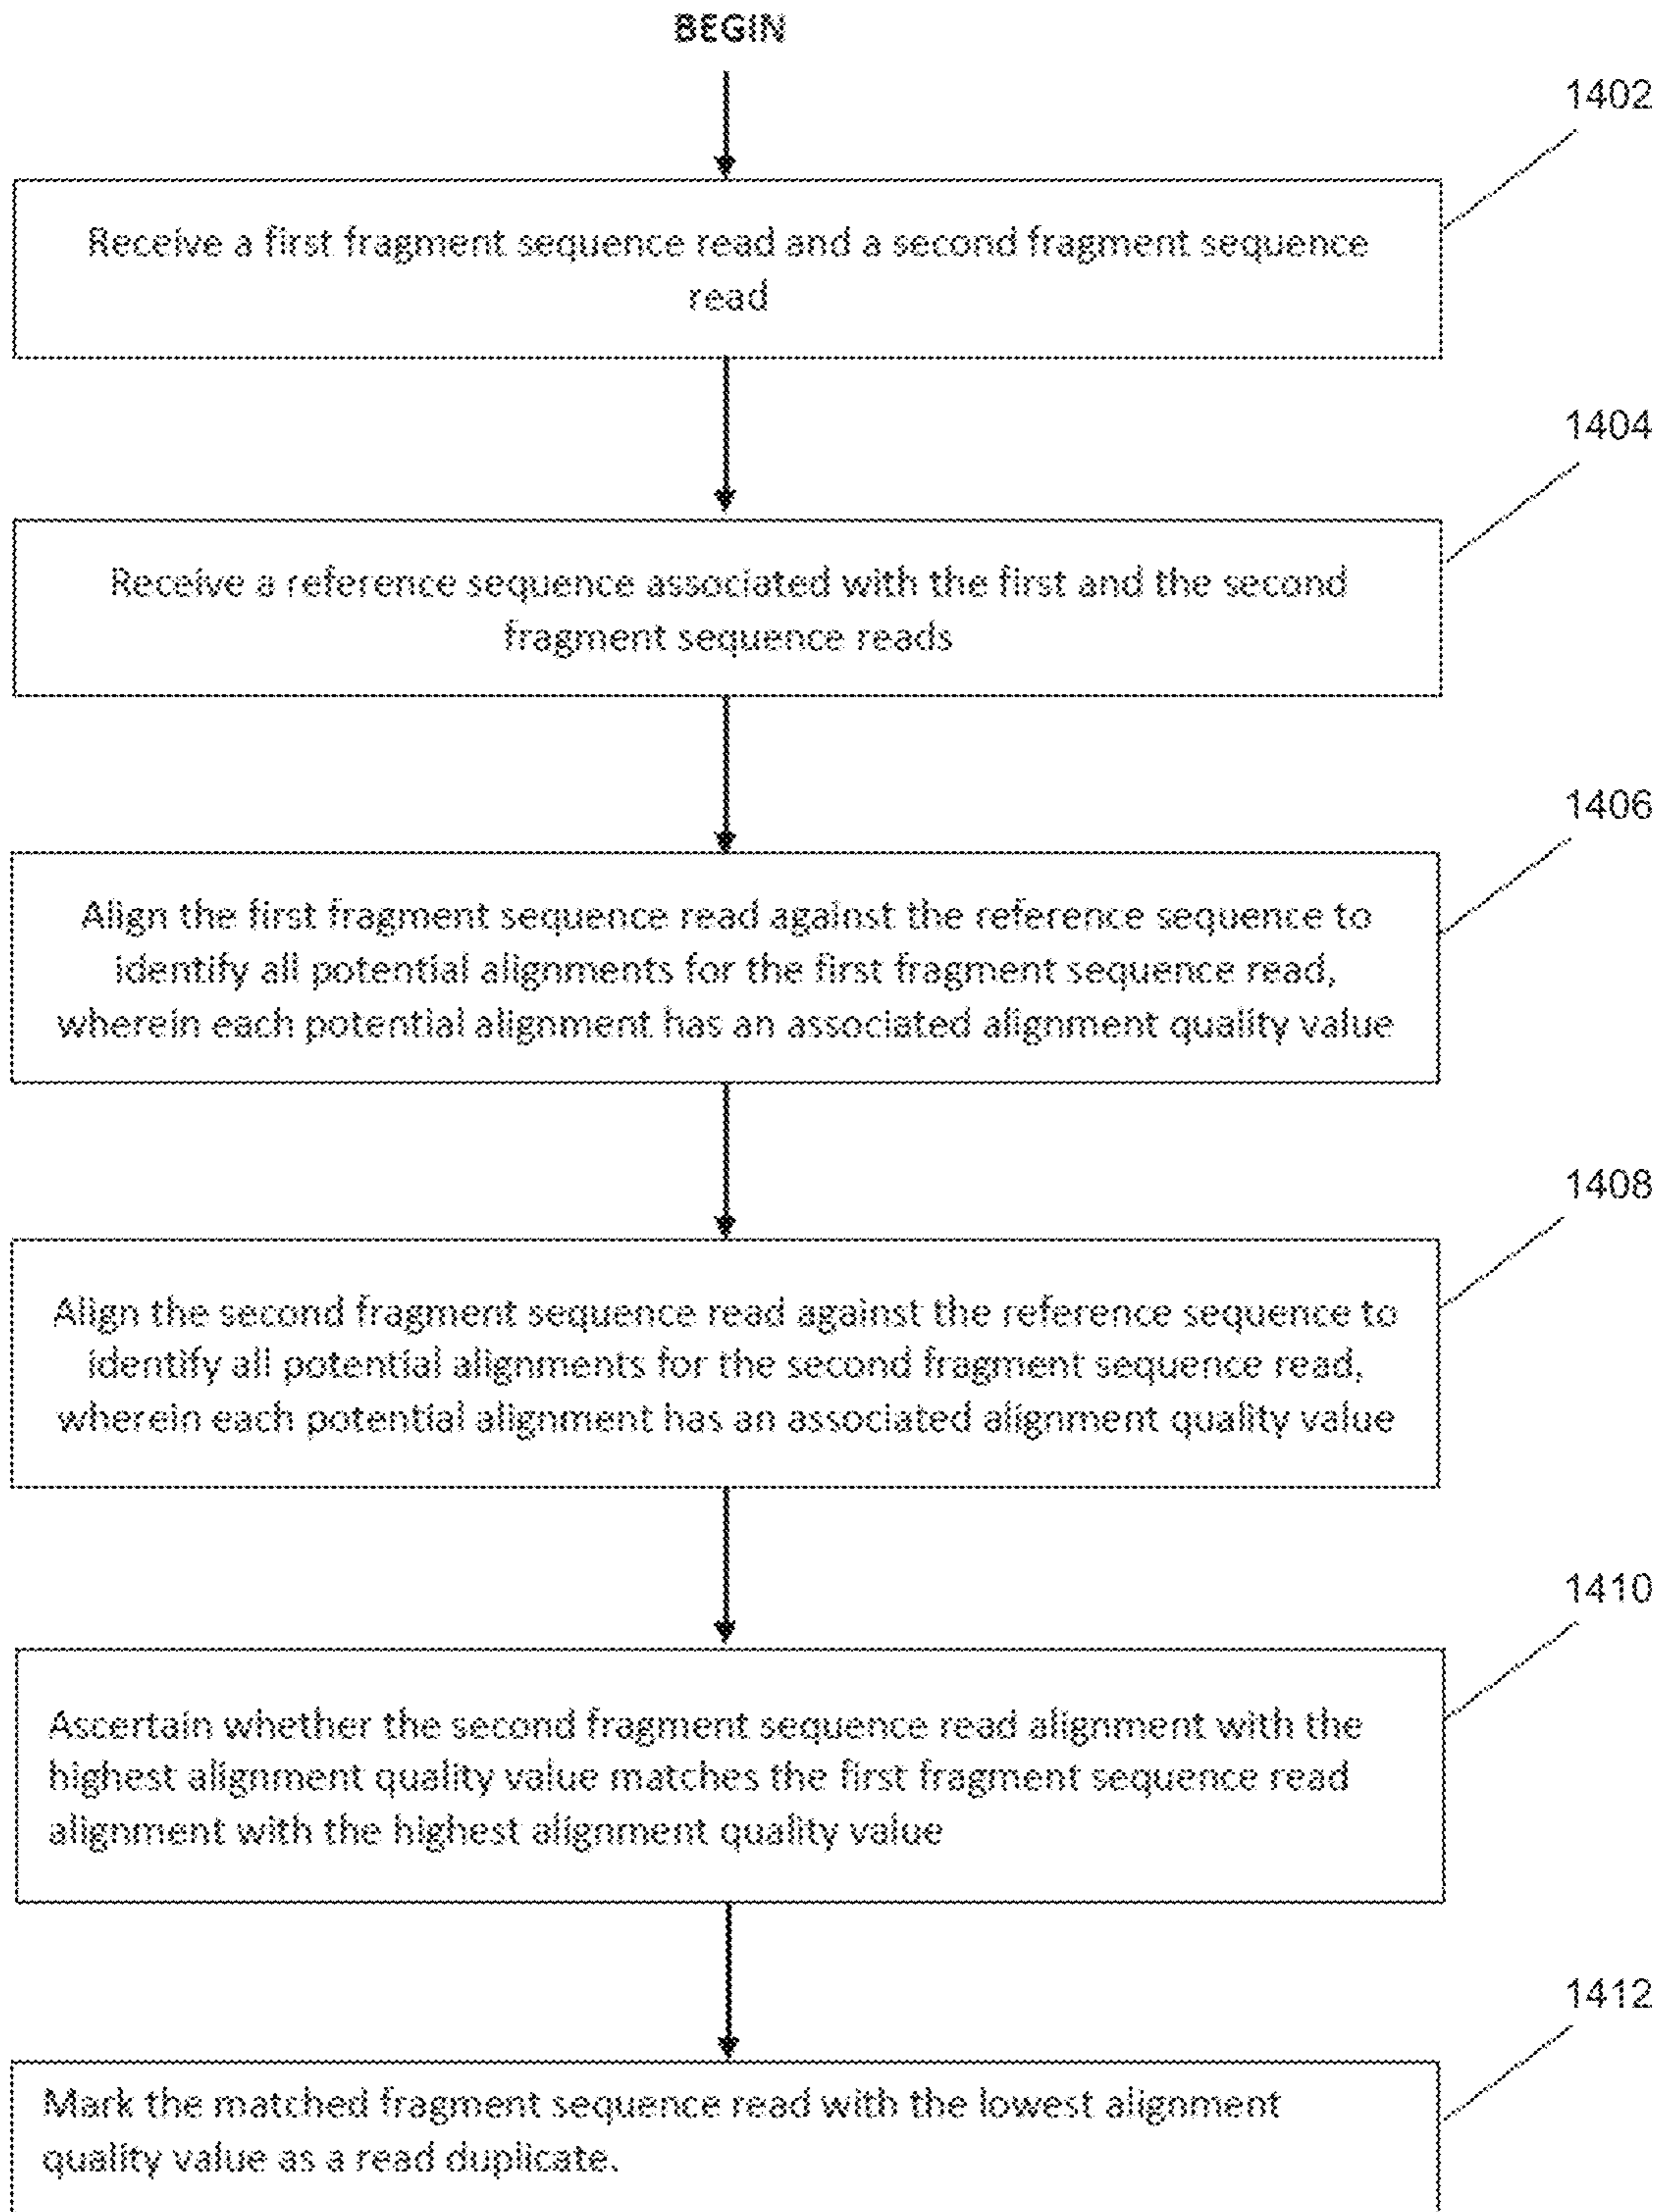 BEGIN
1402
Receive a first fragment sequence read and a second fragment sequence
read
1404
Receive a reference sequence associated with the first and the second
fragment sequence reads
1406
Align the first fragment sequence read against the reference sequence to
identify all potential alignments for the first fragment sequence read,
wherein each potential alignment has an associated alignment quality value
1408
Align the second fragment sequence read against the reference sequence to
identify all potential alignments for the second fragment sequence read,
wherein each potential alignment has an associated alignment quality value
1410
Ascertain whether the second fragment sequence read alignment with the
highest alignment quality value matches the first fragment sequence read
alignment with the highest alignment quality value
1412
Mark the matched fragment sequence read with the lowest alignment
quality value as a read duplicate.